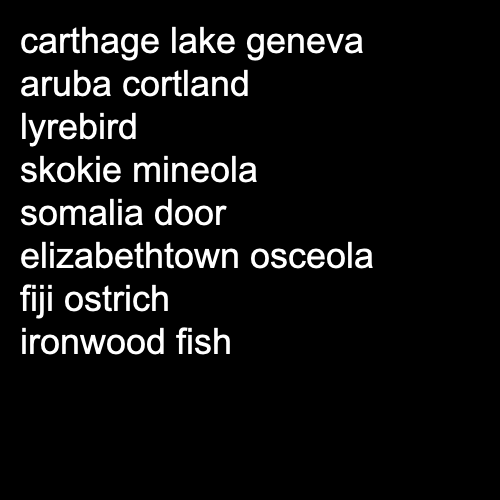 carthage lake geneva
aruba cortland
lyrebird
skokie mineola
somalia door
elizabethtown osceola
fiji ostrich
ironwood fish